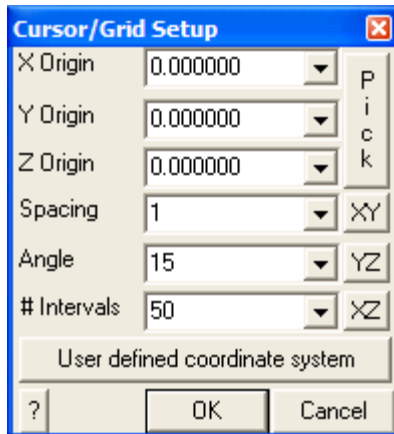 Cursor/Grid Setup
X Origin 0.000000
Pick
Y Origin 0.000000
Z Origin 0.000000
Spacing 1 XY
Angle 15 YZ
# Intervals 50 XZ
User defined coordinate system
? OK Cancel